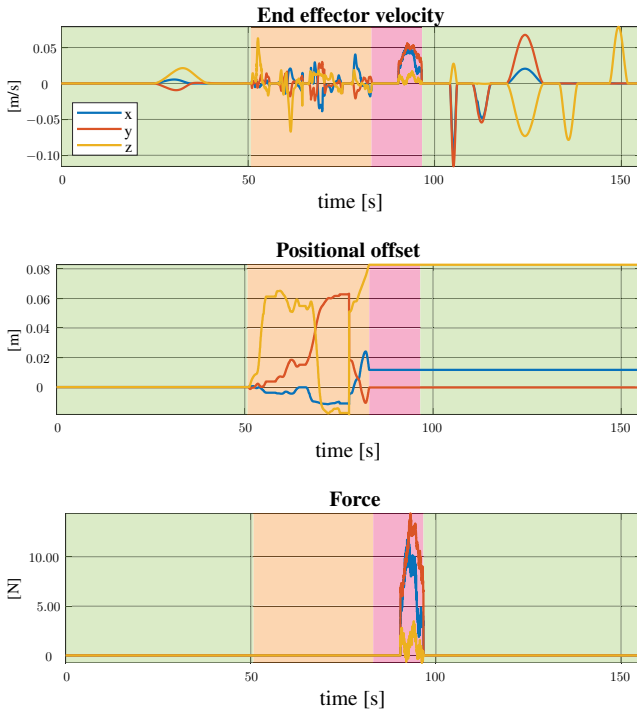 End effector velocity
[m/s]
0.05
0
−0.05
−0.10
x
y
z
0
50
100
150
time [s]
Positional offset
[m]
0.08
0.06
0.04
0.02
0
0
50
100
150
time [s]
Force
[N]
10.00
5.00
0
0
50
100
150
time [s]